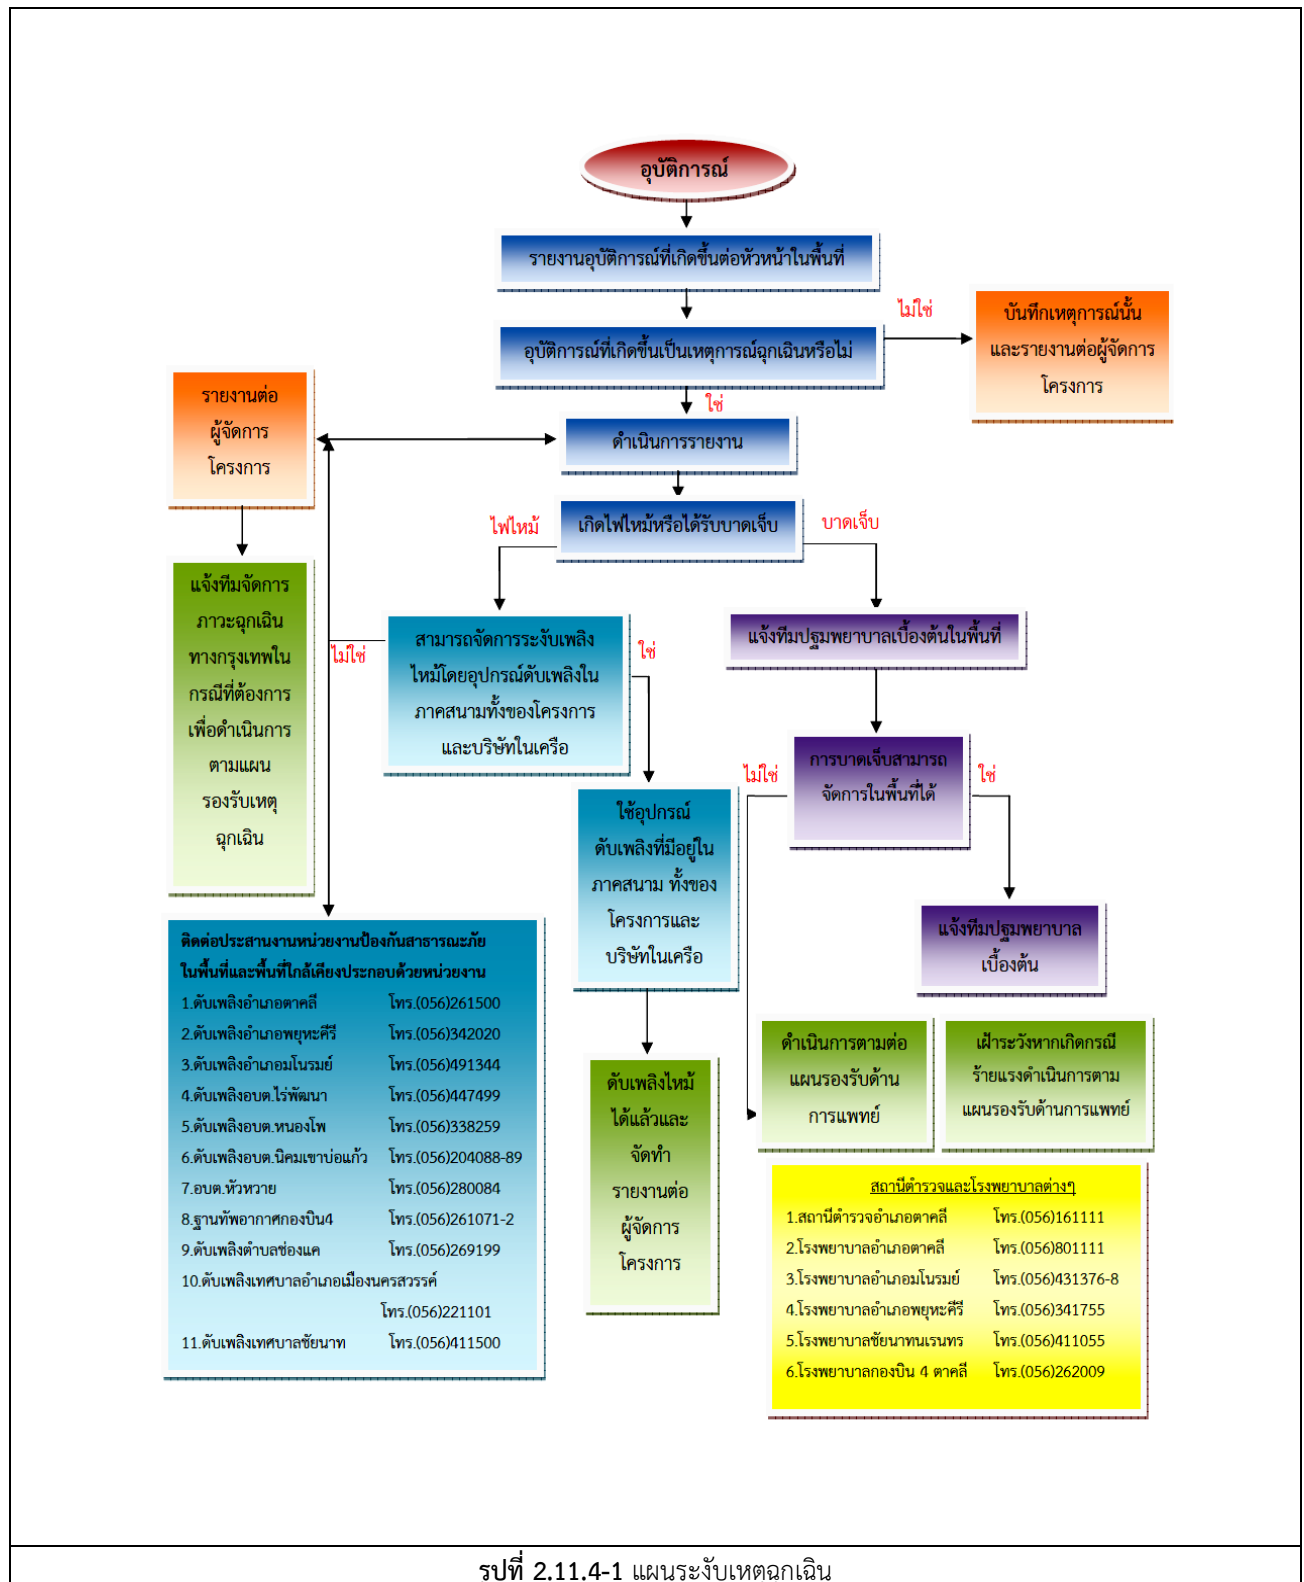 อุบัติการณ์
รายงานอุบัติการณ์ที่เกิดขึ้นต่อหัวหน้าในพื้นที่
อุบัติการณ์ที่เกิดขึ้นเป็นเหตุการณ์ฉุกเฉินหรือไม่
ไม่ใช่
บันทึกเหตุการณ์นั้น
และรายงานต่อผู้จัดการ
โครงการ
ใช่
รายงานต่อ
ผู้จัดการ
โครงการ
ดำเนินการรายงาน
ไฟไหม้
เกิดไฟไหม้หรือได้รับบาดเจ็บ
บาดเจ็บ
แจ้งทีมจัดการ
ภาวะฉุกเฉิน
ทางกรุงเทพใน
กรณีที่ต้องการ
เพื่อดำเนินการ
ตามแผน
รองรับเหตุ
ฉุกเฉิน
ไม่ใช่
สามารถจัดการระงับเพลิง
ไหม้โดยอุปกรณ์ดับเพลิงใน
ภาคสนามทั้งของโครงการ
และบริษัทในเครือ
ใช่
แจ้งทีมปฐมพยาบาลเบื้องต้นในพื้นที่
ไม่ใช่
การบาดเจ็บสามารถ
จัดการในพื้นที่ได้
ใช่
ใช้อุปกรณ์
ดับเพลิงที่มีอยู่ใน
ภาคสนาม ทั้งของ
โครงการและ
บริษัทในเครือ
แจ้งทีมปฐมพยาบาล
เบื้องต้น
ติดต่อประสานงานหน่วยงานป้องกันสาธารณะภัย
ในพื้นที่และพื้นที่ใกล้เคียงประกอบด้วยหน่วยงาน
1.ดับเพลิงอำเภอตาคลี โทร.(056)261500
2.ดับเพลิงอำเภอพยุหะคีรี โทร.(056)342020
3.ดับเพลิงอำเภอมโนรมย์ โทร.(056)491344
4.ดับเพลิงอบต.ไร่พัฒนา โทร.(056)447499
5.ดับเพลิงอบต.หนองโพ โทร.(056)338259
6.ดับเพลิงอบต.นิคมเขาบ่อแก้ว โทร.(056)204088-89
7.อบต.หัวหวาย โทร.(056)280084
8.ฐานทัพอากาศกองบิน4 โทร.(056)261071-2
9.ดับเพลิงตำบลช่องแค โทร.(056)269199
10.ดับเพลิงเทศบาลอำเภอเมืองนครสวรรค์
โทร.(056)221101
11.ดับเพลิงเทศบาลชัยนาท โทร.(056)411500
ดับเพลิงไหม้
ได้แล้วและ
จัดทำ
รายงานต่อ
ผู้จัดการ
โครงการ
ดำเนินการตามต่อ
แผนรองรับด้าน
การแพทย์
เฝ้าระวังหากเกิดกรณี
ร้ายแรงดำเนินการตาม
แผนรองรับด้านการแพทย์
สถานีตำรวจและโรงพยาบาลต่างๆ
1.สถานีตำรวจอำเภอตาคลี โทร.(056)161111
2.โรงพยาบาลอำเภอตาคลี โทร.(056)801111
3.โรงพยาบาลอำเภอมโนรมย์ โทร.(056)431376-8
4.โรงพยาบาลอำเภอพยุหะคีรี โทร.(056)341755
5.โรงพยาบาลชัยนาทนเรนทร โทร.(056)411055
6.โรงพยาบาลกองบิน 4 ตาคลี โทร.(056)262009
รูปที่ 2.11.4-1 แผนระงับเหตุฉุกเฉิน